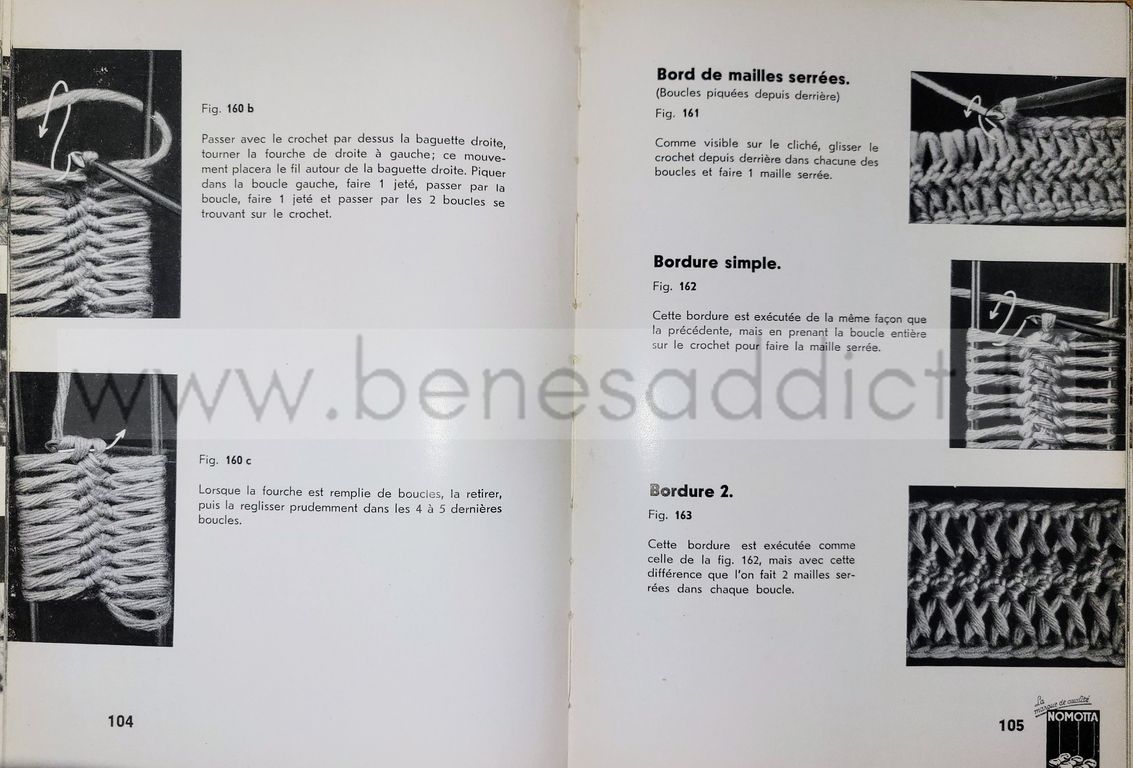 Fig. 160 b
Passer avec le crochet par dessus la baguette droite,
tourner la fourche de droite à gauche; ce mouve-
ment placera le fil autour de la baguette droite. Piquer
dans la boucle gauche, faire 1 jeté, passer par la
boucle, faire 1 jeté et passer par les 2 boucles se
trouvant sur le crochet.
Fig. 160 c
Lorsque la fourche est remplie de boucles, la retirer,
puis la reglisser prudemment dans les 4 à 5 dernières
boucles.
104
Bord de mailles serrées.
(Boucles piquées depuis derrière)
Fig. 161
Comme visible sur le cliché, glisser le
crochet depuis derrière dans chacune des
boucles et faire 1 maille serrée.
Bordure simple.
Fig. 162
Cette bordure est exécutée de la même façon que
la précédente, mais en prenant la boucle entière
sur le crochet pour faire la maille serrée.
Bordure 2.
Fig. 163
Cette bordure est exécutée comme
celle de la fig. 162, mais avec cette
différence que l'on fait 2 mailles ser-
rées dans chaque boucle.
105
La
marque de qualité
NOMOTTA